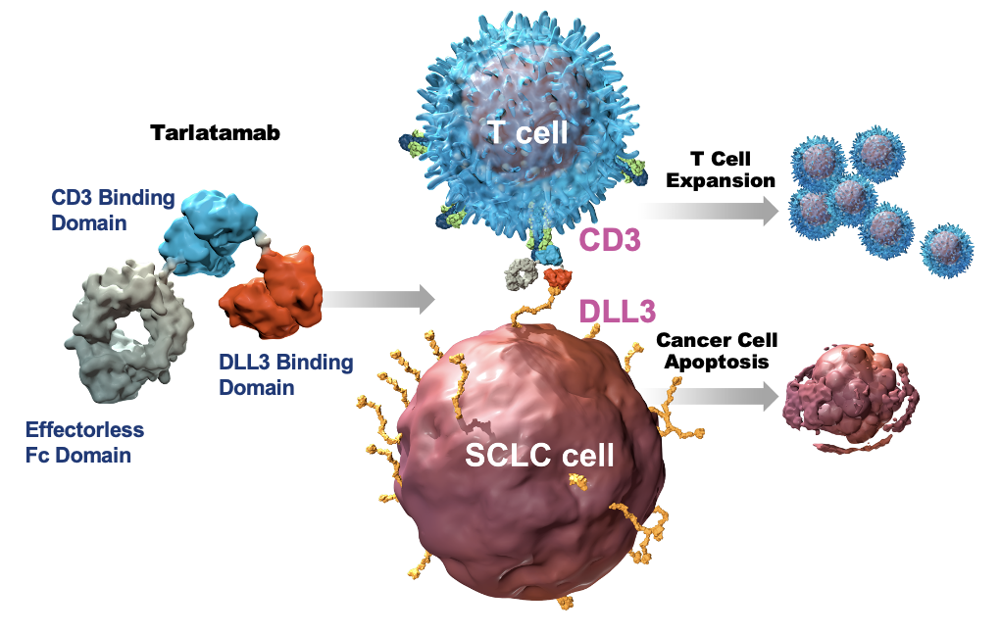 Tarlatamab
CD3 Binding
Domain
DLL3 Binding
Domain
Effectorless
Fc Domain
T cell
CD3
DLL3
SCLC cell
T Cell
Expansion
Cancer Cell
Apoptosis